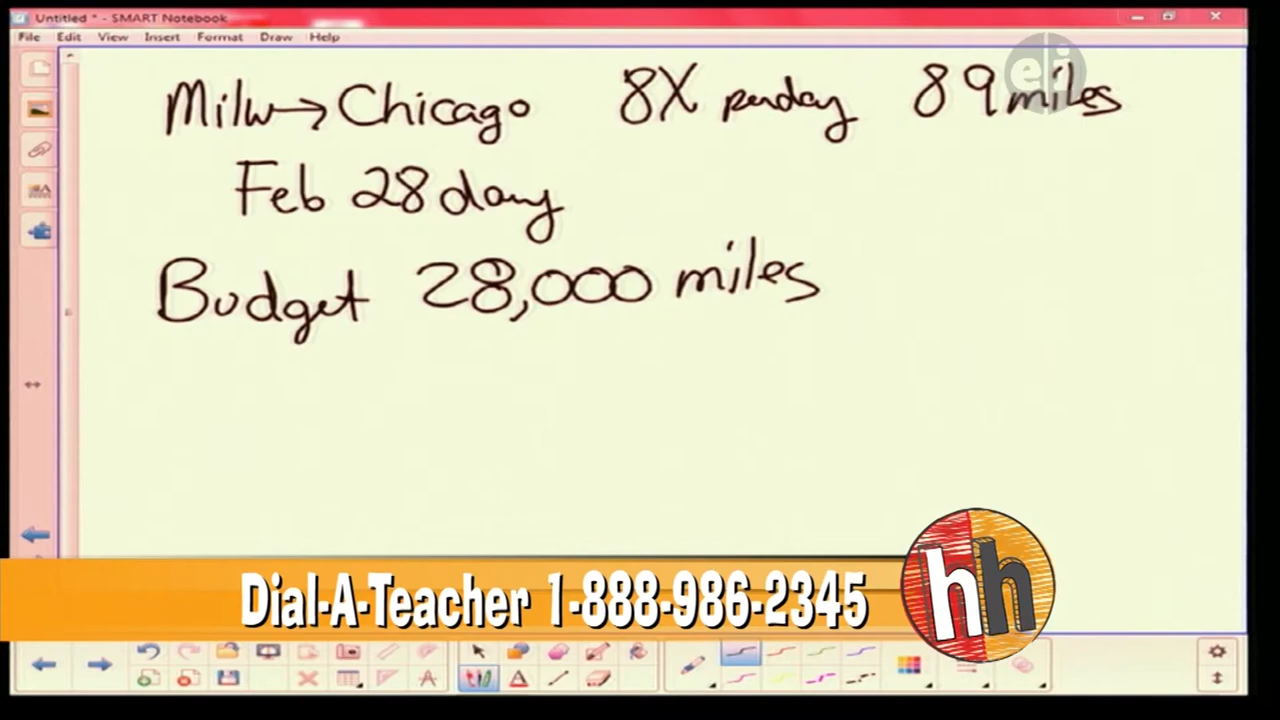 Untitled * - SMART Notebook
File Edit View Insert Format Draw Help
eji
Milw → Chicago 8X perday 89 miles
Feb 28 day
Budget 28,000 miles
Dial-A-Teacher 1-888-986-2345
hh